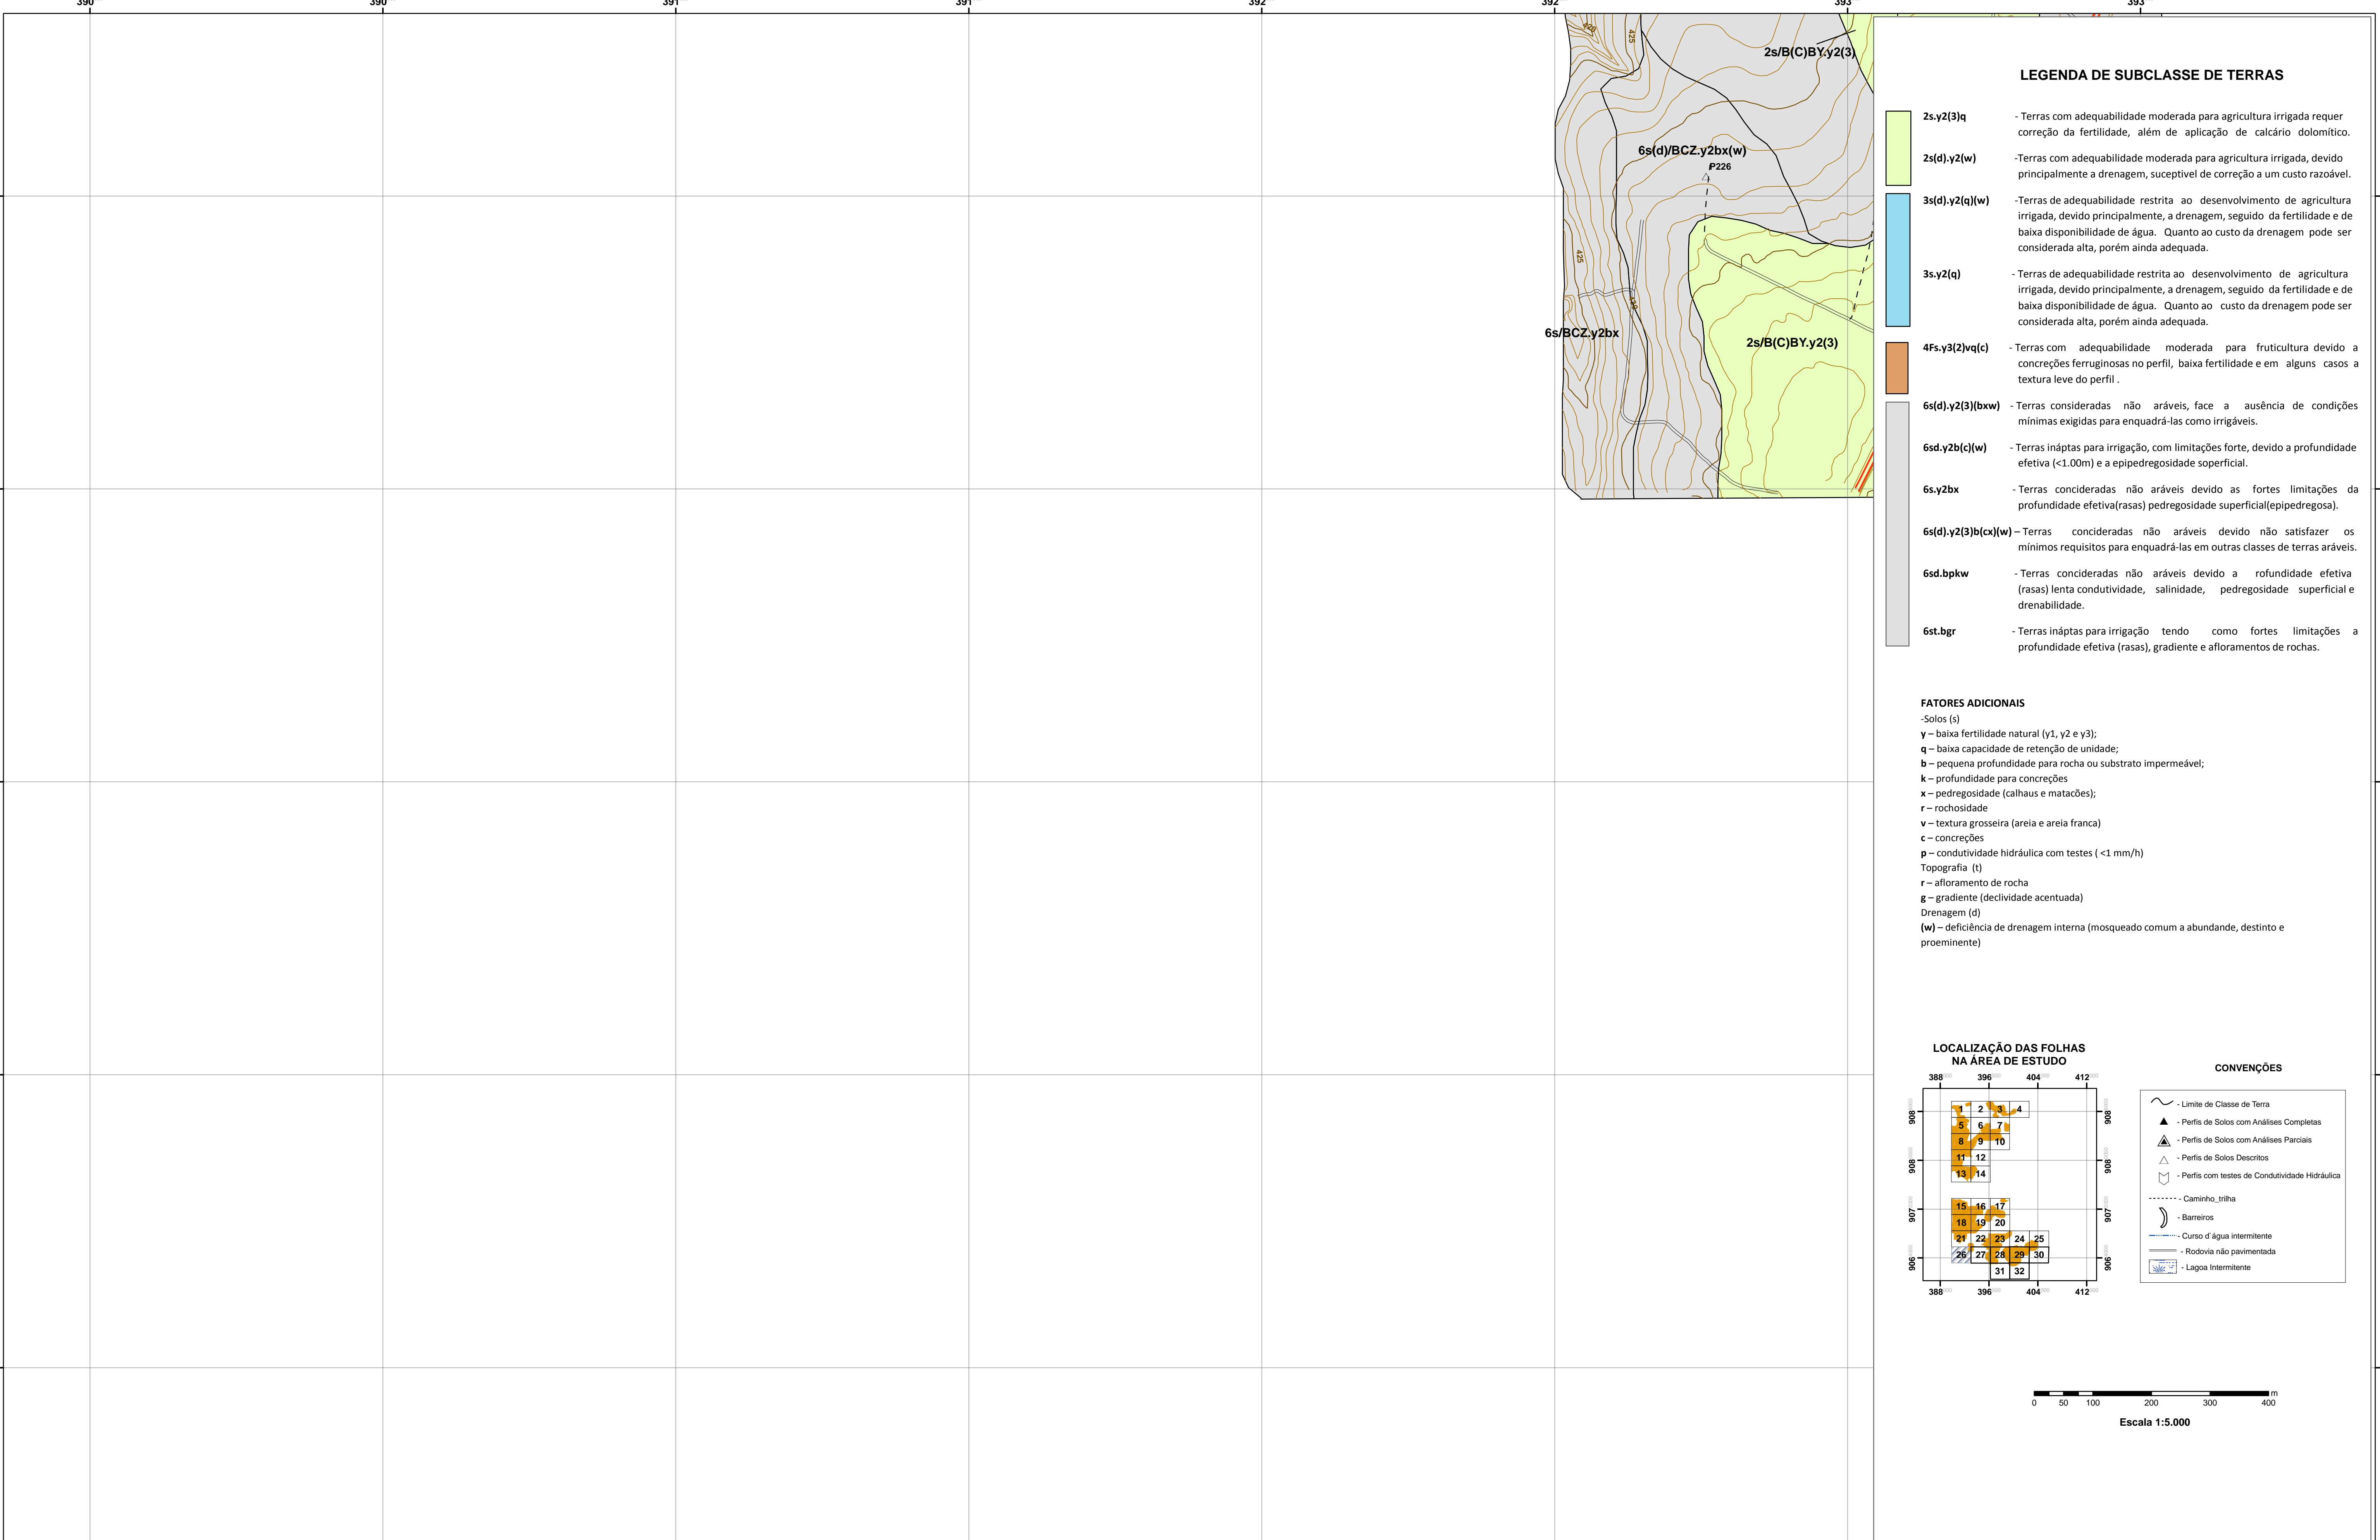 390
390
391
391
392
392
393
393
420
425
2s/B(C)BY.y2(3)
6s(d)/BCZ.y2bx(w)
P226
425
6s/BCZ.y2bx
2s/B(C)BY.y2(3)
LEGENDA DE SUBCLASSE DE TERRAS
2s.y2(3)q - Terras com adequabilidade moderada para agricultura irrigada requer
correção da fertilidade, além de aplicação de calcário dolomítico.
2s(d).y2(w) -Terras com adequabilidade moderada para agricultura irrigada, devido
principalmente a drenagem, suceptivel de correção a um custo razoável.
3s(d).y2(q)(w) -Terras de adequabilidade restrita ao desenvolvimento de agricultura
irrigada, devido principalmente, a drenagem, seguido da fertilidade e de
baixa disponibilidade de água. Quanto ao custo da drenagem pode ser
considerada alta, porém ainda adequada.
3s.y2(q) - Terras de adequabilidade restrita ao desenvolvimento de agricultura
irrigada, devido principalmente, a drenagem, seguido da fertilidade e de
baixa disponibilidade de água. Quanto ao custo da drenagem pode ser
considerada alta, porém ainda adequada.
4Fs.y3(2)vq(c) - Terras com adequabilidade moderada para fruticultura devido a
concreções ferruginosas no perfil, baixa fertilidade e em alguns casos a
textura leve do perfil .
6s(d).y2(3)(bxw) - Terras consideradas não aráveis, face a ausência de condições
mínimas exigidas para enquadrá-las como irrigáveis.
6sd.y2b(c)(w) - Terras ináptas para irrigação, com limitações forte, devido a profundidade
efetiva (<1.00m) e a epipedregosidade soperficial.
6s.y2bx - Terras concideradas não aráveis devido as fortes limitações da
profundidade efetiva(rasas) pedregosidade superficial(epipedregosa).
6s(d).y2(3)b(cx)(w) – Terras concideradas não aráveis devido não satisfazer os
mínimos requisitos para enquadrá-las em outras classes de terras aráveis.
6sd.bpkw - Terras concideradas não aráveis devido a rofundidade efetiva
(rasas) lenta condutividade, salinidade, pedregosidade superficial e
drenabilidade.
6st.bgr - Terras ináptas para irrigação tendo como fortes limitações a
profundidade efetiva (rasas), gradiente e afloramentos de rochas.
FATORES ADICIONAIS
-Solos (s)
y – baixa fertilidade natural (y1, y2 e y3);
q – baixa capacidade de retenção de unidade;
b – pequena profundidade para rocha ou substrato impermeável;
k – profundidade para concreções
x – pedregosidade (calhaus e matacões);
r – rochosidade
v – textura grosseira (areia e areia franca)
c – concreções
p – condutividade hidráulica com testes ( <1 mm/h)
Topografia (t)
r – afloramento de rocha
g – gradiente (declividade acentuada)
Drenagem (d)
(w) – deficiência de drenagem interna (mosqueado comum a abundande, destinto e
proeminente)
LOCALIZAÇÃO DAS FOLHAS
NA ÁREA DE ESTUDO
388000 396000 404000 412000
908 1 2 3 4 908
5 6 7
8 9 10
908 11 12 908
13 14
907 15 16 17 907
18 19 20
21 22 23 24 25
906 26 27 28 29 30 906
31 32
388000 396000 404000 412000
CONVENÇÕES
- Limite de Classe de Terra
- Perfis de Solos com Análises Completas
- Perfis de Solos com Análises Parciais
- Perfis de Solos Descritos
- Perfis com testes de Condutividade Hidráulica
- Caminho_trilha
- Barreiros
- Curso d´água intermitente
- Rodovia não pavimentada
- Lagoa Intermitente
m
0 50 100 200 300 400
Escala 1:5.000